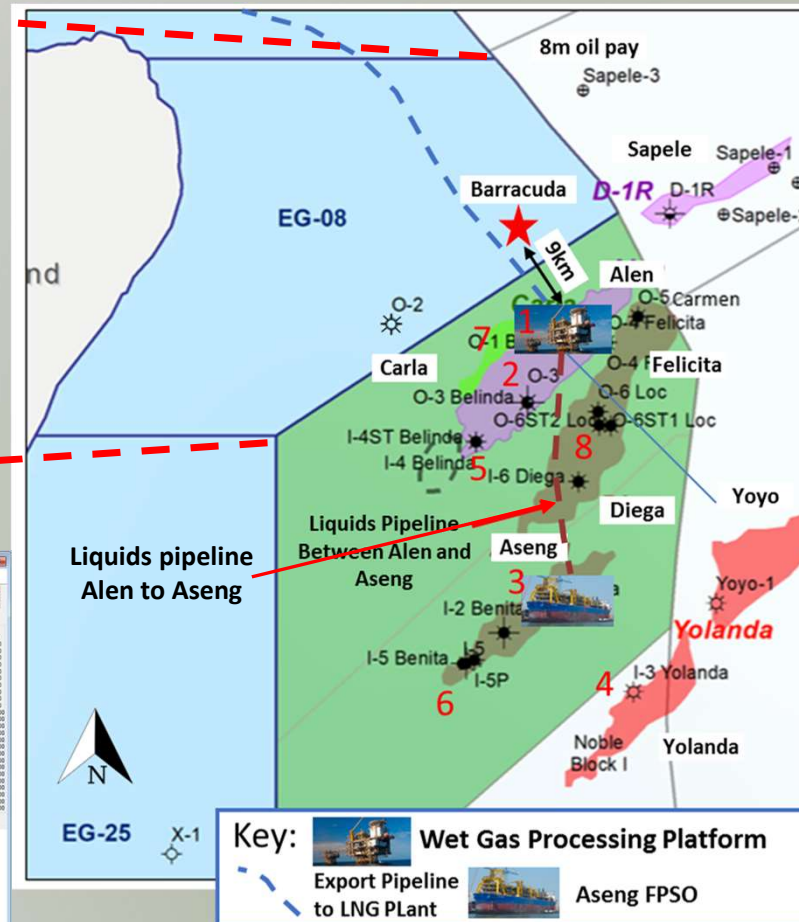 8m oil pay
Sapele-3
Sapele
Sapele-1
D-1R
D-1R
Sapele-
Barracuda
EG-08
nd
9km
Alen
O-2
O-5
Carmen
1
O-4 Felicita
7
O-1 B
O-4 F
Felicita
Carla
2
O-3
O-3 Belinda
O-6 Loc
O-6ST2 Loc
O-6ST1 Loc
I-4ST Belinda
8
I-4 Belinda
5
I-6 Diega
Yoyo
Diega
Liquids Pipeline
Between Alen and
Aseng
Liquids pipeline
Alen to Aseng
Aseng
3
a
Yoyo-1
I-2 Benita
Yolanda
I-5
I-5 Benita
I-5P
4
I-3 Yolanda
6
Noble
Block I
Yolanda
N
EG-25
X-1
Key:
Wet Gas Processing Platform
Export Pipeline
to LNG PLant
Aseng FPSO